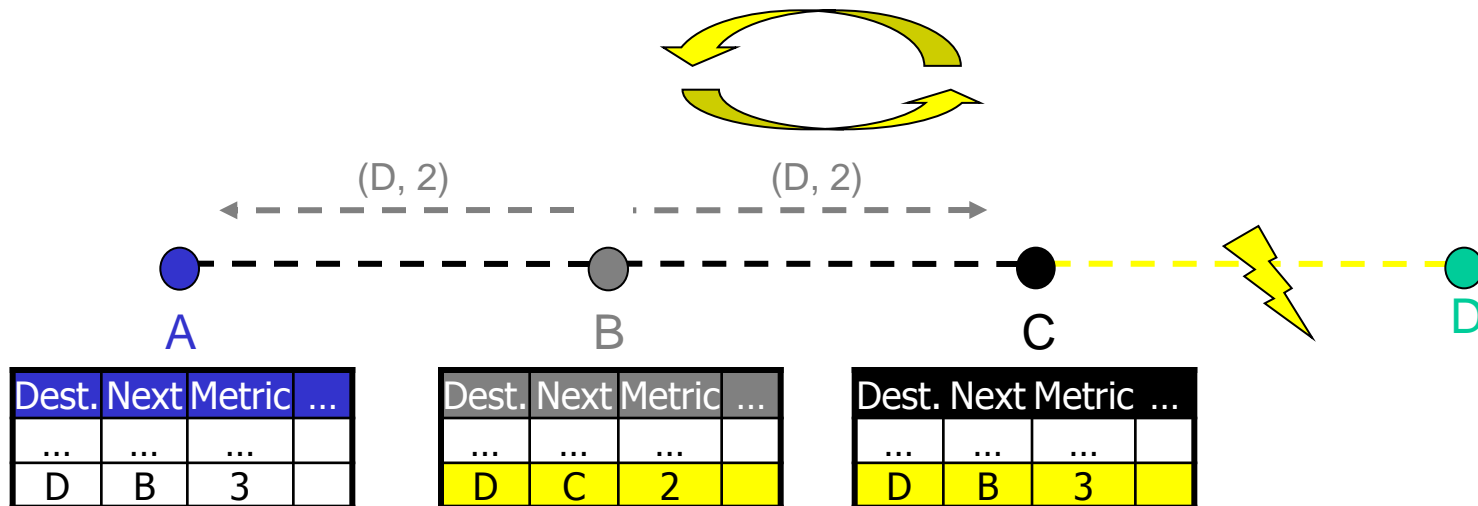 (D, 2) (D, 2)
A B C D
Dest. Next Metric ... Dest. Next Metric ... Dest. Next Metric ...
... ... ... ... ... ... ... ... ...
D B 3 D C 2 D B 3